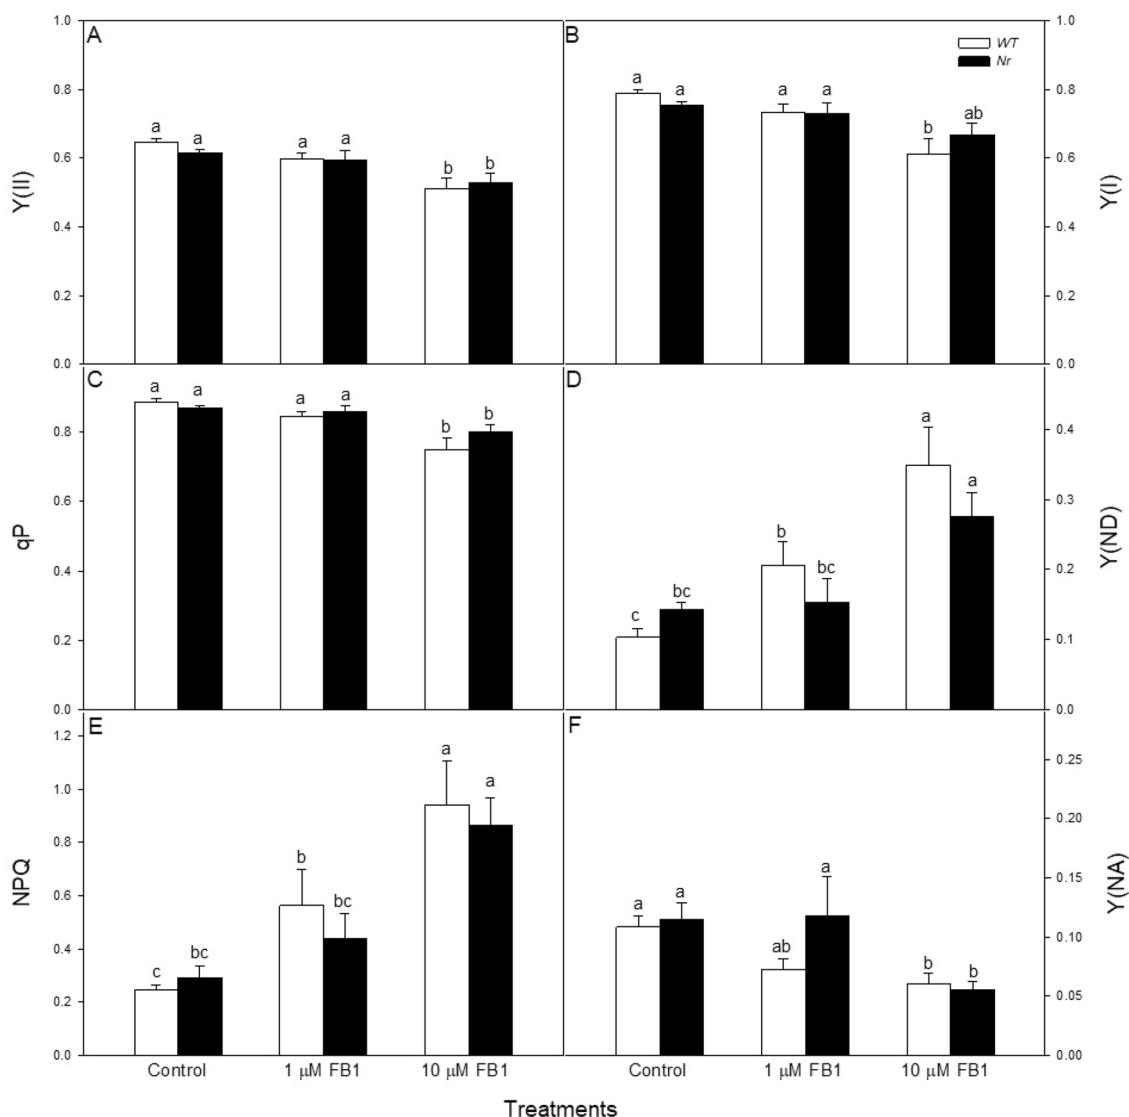 A
1.0
0.8
0.6
0.4
0.2
0.0
Y(II)
a
a
a
a
b
b
B
WT
Nr
1.0
0.8
0.6
0.4
0.2
0.0
Y(I)
a
a
a
a
b
ab
C
0.8
0.6
0.4
0.2
0.0
qP
a
a
a
a
b
b
D
0.4
0.3
0.2
0.1
0.0
Y(ND)
c
bc
b
bc
a
a
E
1.2
1.0
0.8
0.6
0.4
0.2
0.0
NPQ
c
bc
b
bc
a
a
F
0.25
0.20
0.15
0.10
0.05
0.00
Y(NA)
a
a
ab
a
b
b
Control
1 μM FB1
10 μM FB1
Control
1 μM FB1
10 μM FB1
Treatments